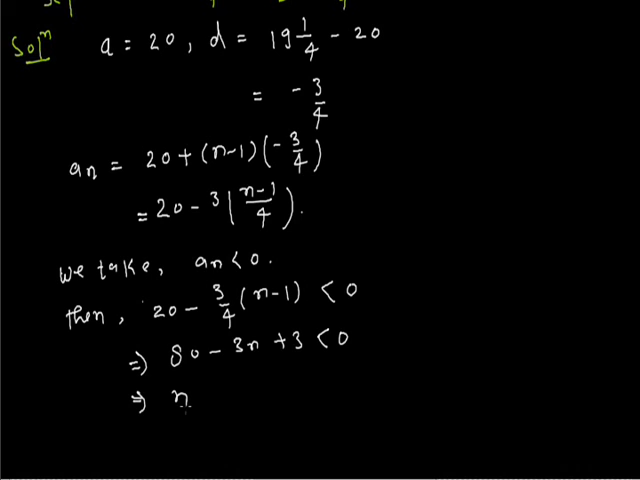 Solⁿ a = 20, d = 19 1/4 - 20
= - 3/4
an = 20 + (n-1)(-3/4)
= 20 - 3((n-1)/4).
we take, an < 0.
then, 20 - 3/4 (n-1) < 0
⇒ 80 - 3n + 3 < 0
⇒ n